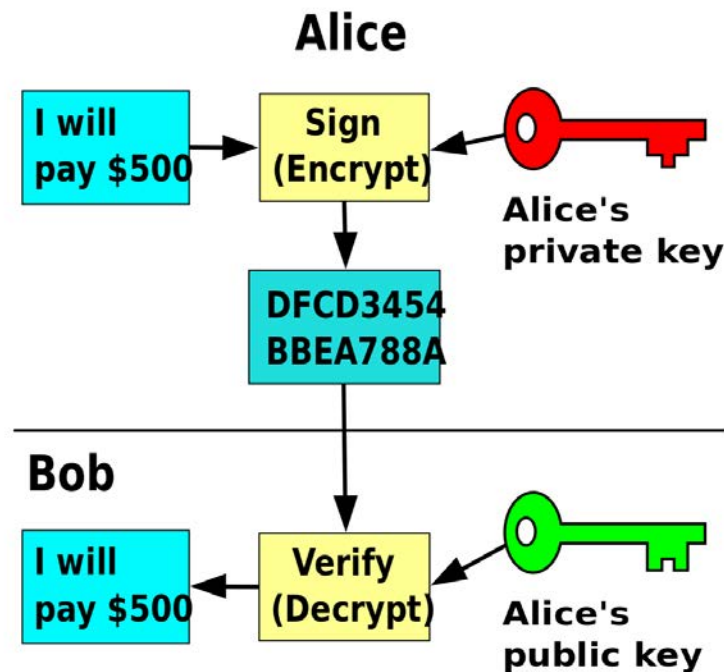 Alice
I will
pay $500
Sign
(Encrypt)
Alice's
private key
DFCD3454
BBEA788A
Bob
I will
pay $500
Verify
(Decrypt)
Alice's
public key